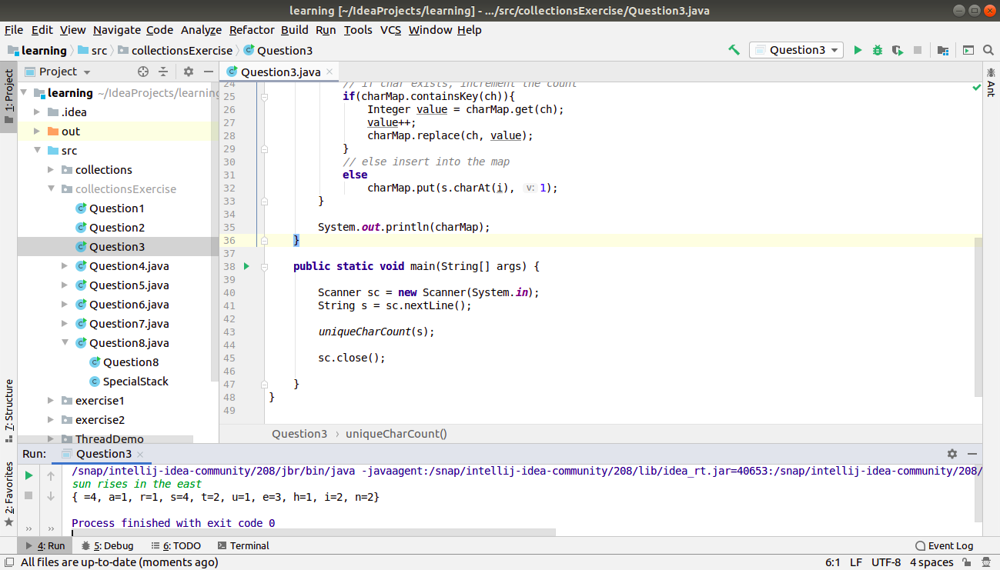 learning [~/IdeaProjects/learning] - .../src/collectionsExercise/Question3.java
File Edit View Navigate Code Analyze Refactor Build Run Tools VCS Window Help
learning src collectionsExercise Question3
Question3
1: Project
Project
Question3.java
Ant
learning ~/IdeaProjects/learning
.idea
out
src
collections
collectionsExercise
Question1
Question2
Question3
Question4.java
Question5.java
Question6.java
Question7.java
Question8.java
Question8
SpecialStack
exercise1
exercise2
ThreadDemo
24 // if char exists, increment the count
25 if(charMap.containsKey(ch)){
26 Integer value = charMap.get(ch);
27 value++;
28 charMap.replace(ch, value);
29 }
30 // else insert into the map
31 else
32 charMap.put(s.charAt(i), v: 1);
33 }
34
35 System.out.println(charMap);
36 }
37
38 public static void main(String[] args) {
39
40 Scanner sc = new Scanner(System.in);
41 String s = sc.nextLine();
42
43 uniqueCharCount(s);
44
45 sc.close();
46
47 }
48 }
49
Question3 › uniqueCharCount()
7: Structure
2: Favorites
Run: Question3
/snap/intellij-idea-community/208/jbr/bin/java -javaagent:/snap/intellij-idea-community/208/lib/idea_rt.jar=40653:/snap/intellij-idea-community/208/
sun rises in the east
{ =4, a=1, r=1, s=4, t=2, u=1, e=3, h=1, i=2, n=2}
Process finished with exit code 0
4: Run 5: Debug 6: TODO Terminal Event Log
All files are up-to-date (moments ago) 6:1 LF UTF-8 4 spaces